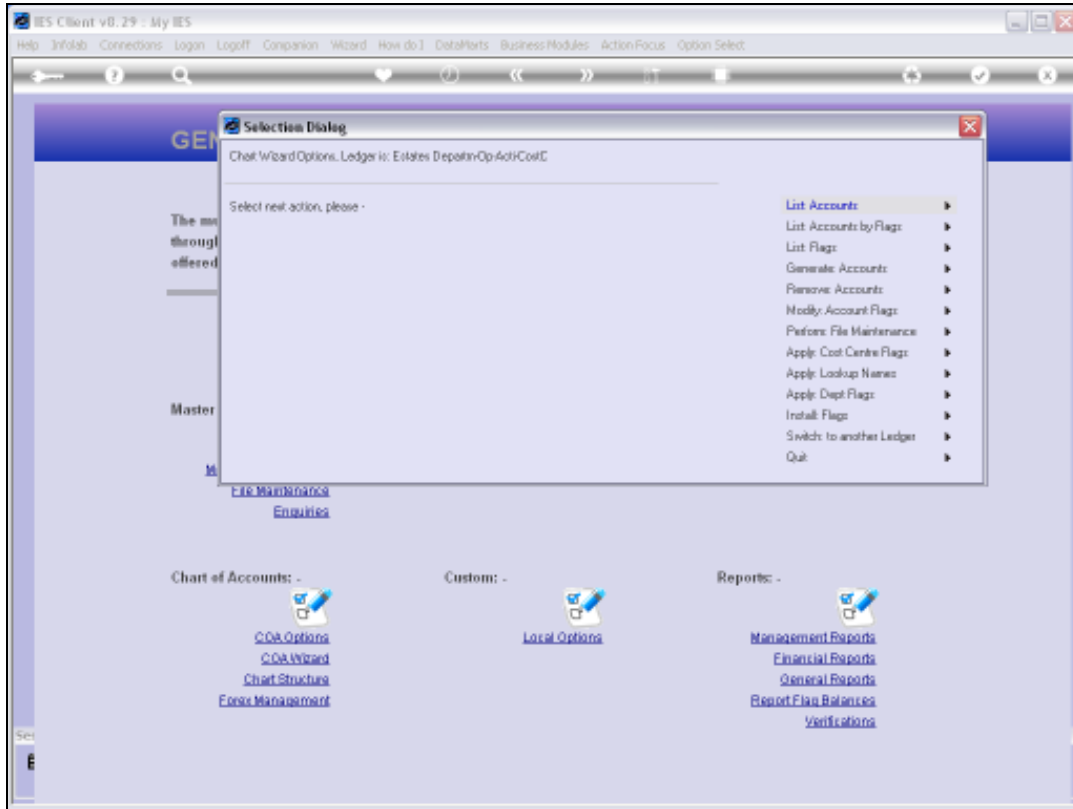 IES Client v8.29 : My IES
Help Infolab Connections Logon Logoff Companion Wizard How do I DataMarts Business Modules Action Focus Option Select
GEN
Selection Dialog
Chart Wizard Options, Ledger is: Estates Departm-Op-Acti-CostC
Select next action, please -
List: Accounts
List: Accounts by Flags
List: Flags
Generate: Accounts
Remove: Accounts
Modify: Account Flags
Perform: File Maintenance
Apply: Cost Centre Flags
Apply: Lookup Names
Apply: Dept Flags
Install: Flags
Switch: to another Ledger
Quit
The mo
through
offered
Master
M
File Maintenance
Enquiries
Chart of Accounts: -
COA Options
COA Wizard
Chart Structure
Forex Management
Custom: -
Local Options
Reports: -
Management Reports
Financial Reports
General Reports
Report Flag Balances
Verifications
Ser